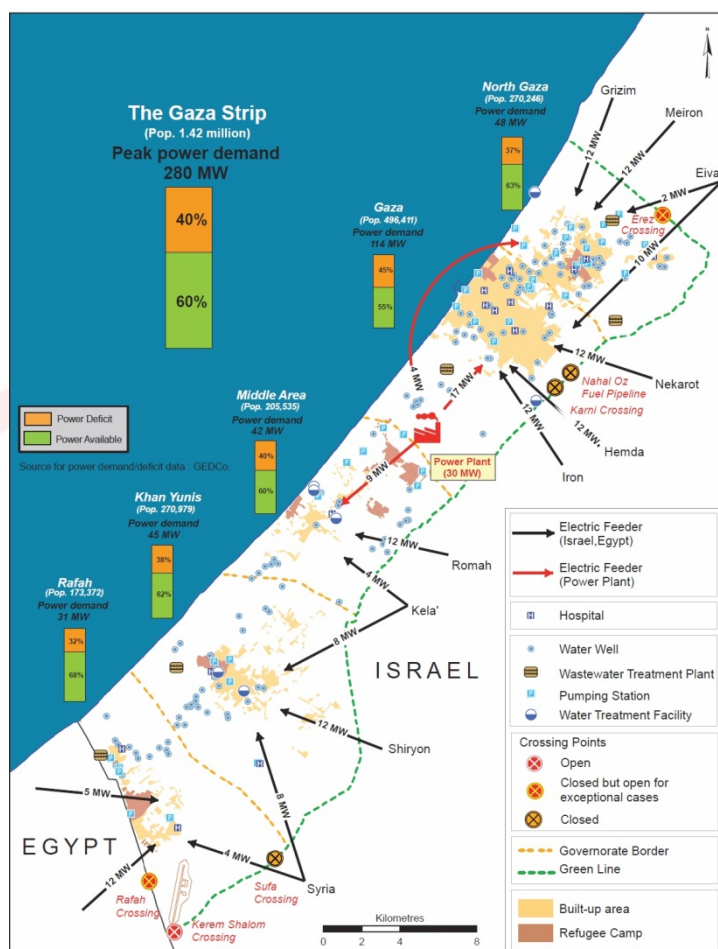 The Gaza Strip
(Pop. 1.42 million)
Peak power demand
280 MW
40%
60%
North Gaza
(Pop. 270,246)
Power demand
48 MW
37%
63%
Grizim
Meiron
Eiva
12 MW
12 MW
2 MW
Erez
Crossing
10 MW
Gaza
(Pop. 496,411)
Power demand
114 MW
45%
55%
12 MW
Nekarot
Nahal Oz
Fuel Pipeline
Karni Crossing
4 MW
17 MW
12 MW
12 MW.
Hemda
Iron
Power Plant
(30 MW)
9 MW
Middle Area
(Pop. 205,535)
Power demand
42 MW
40%
60%
Power Deficit
Power Available
Source for power demand/deficit data : GEDCo.
12 MW
Romah
4 MW
Kela'
8 MW
Khan Yunis
(Pop. 270,979)
Power demand
45 MW
38%
62%
Rafah
(Pop. 173,372)
Power demand
31 MW
32%
68%
ISRAEL
12 MW
Shiryon
8 MW
5 MW
EGYPT
4 MW
Syria
12 MW
Rafah
Crossing
Sufa
Crossing
Kerem Shalom
Crossing
Kilometres
0
2
4
8
Electric Feeder
(Israel,Egypt)
Electric Feeder
(Power Plant)
H
Hospital
Water Well
Wastewater Treatment Plant
P
Pumping Station
Water Treatment Facility
Crossing Points
Open
Closed but open for
exceptional cases
Closed
Governorate Border
Green Line
Built-up area
Refugee Camp